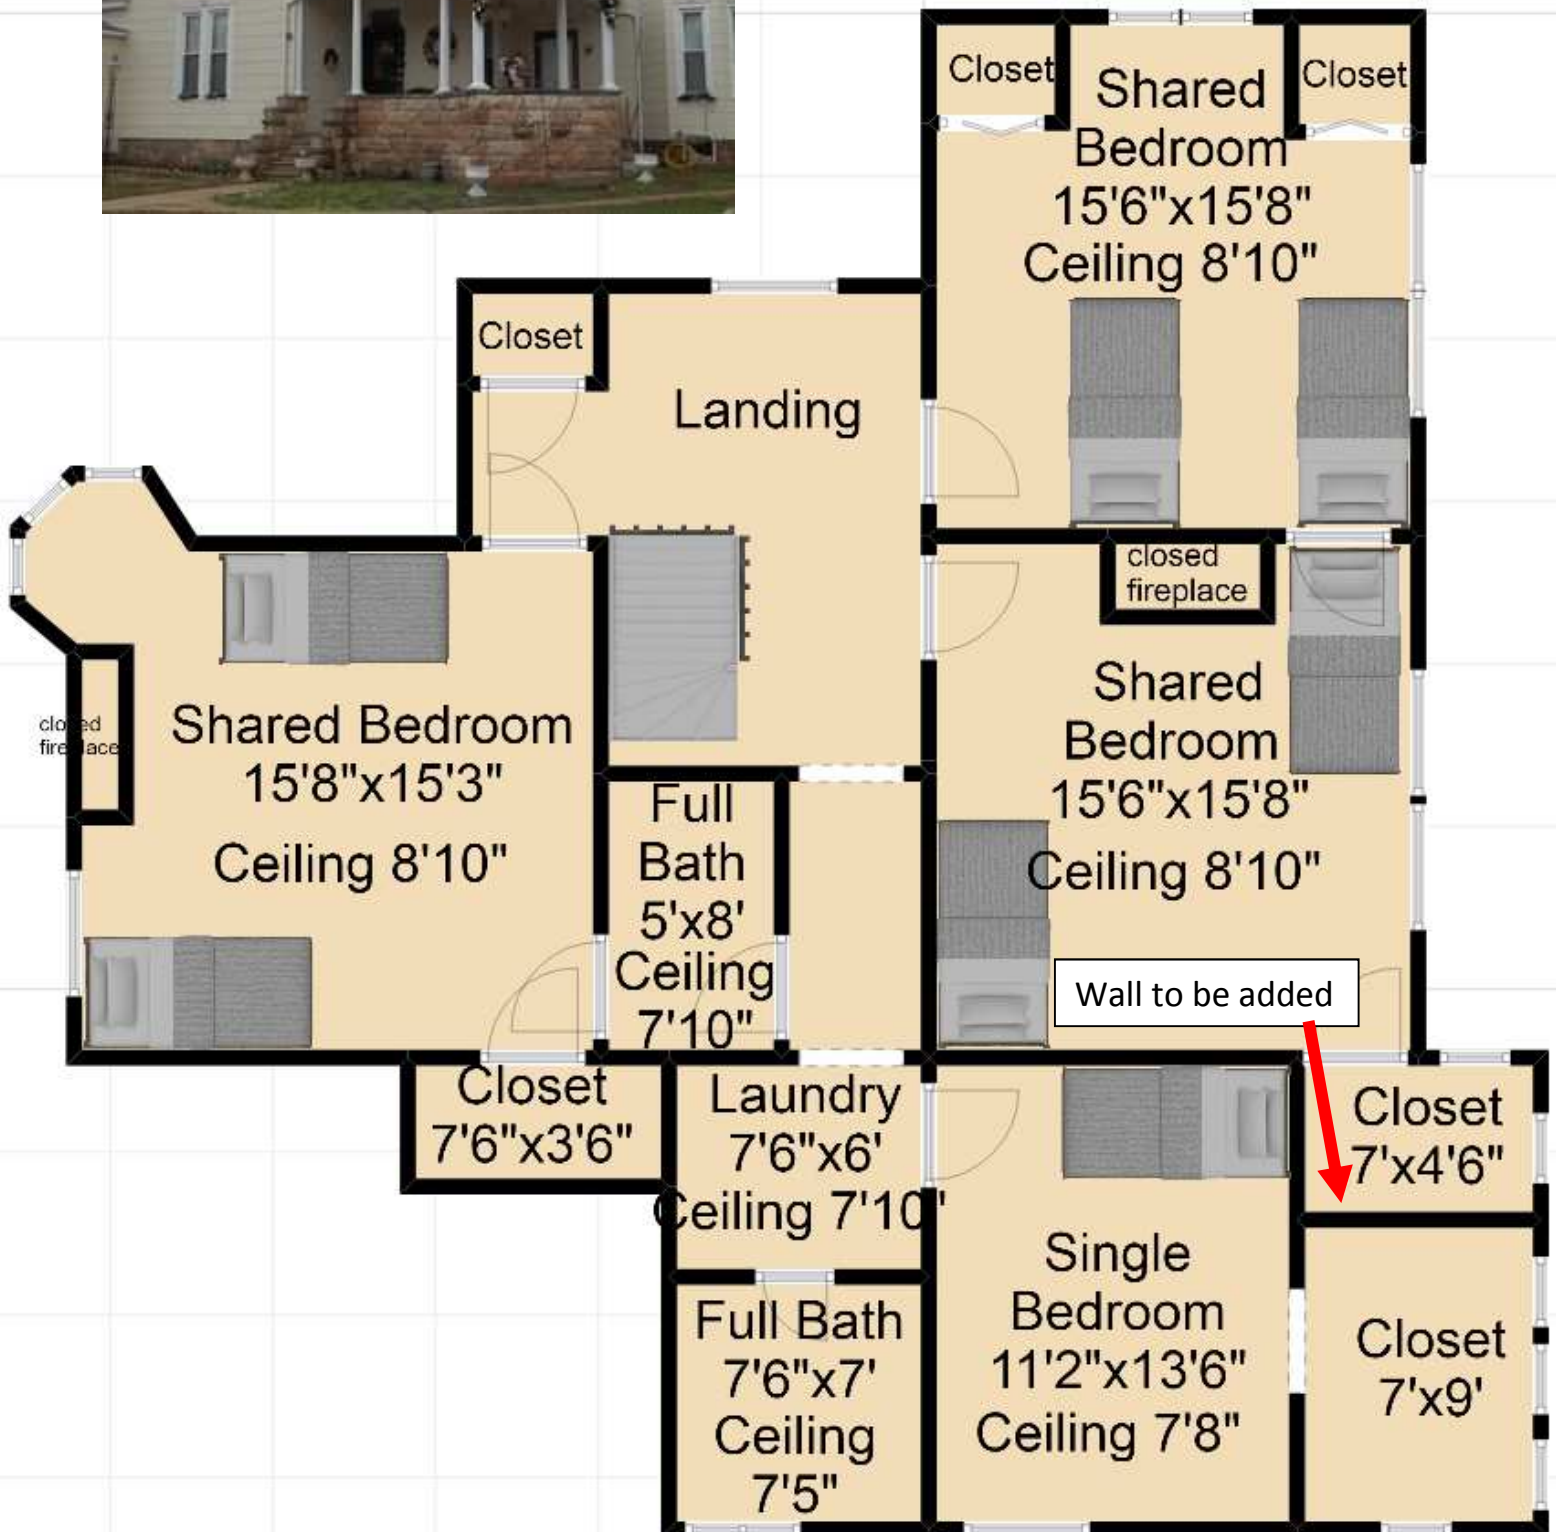 Closet
Shared
Bedroom
15'6"x15'8"
Ceiling 8'10"
Closet
Closet
Landing
closed
fireplace
Shared
Bedroom
15'6"x15'8"
Ceiling 8'10"
closed
fireplace
Shared Bedroom
15'8"x15'3"
Ceiling 8'10"
Full
Bath
5'x8'
Ceiling
7'10"
Wall to be added
Closet
7'6"x3'6"
Laundry
7'6"x6'
Ceiling 7'10"
Closet
7'x4'6"
Single
Bedroom
11'2"x13'6"
Ceiling 7'8"
Full Bath
7'6"x7'
Ceiling
7'5"
Closet
7'x9'